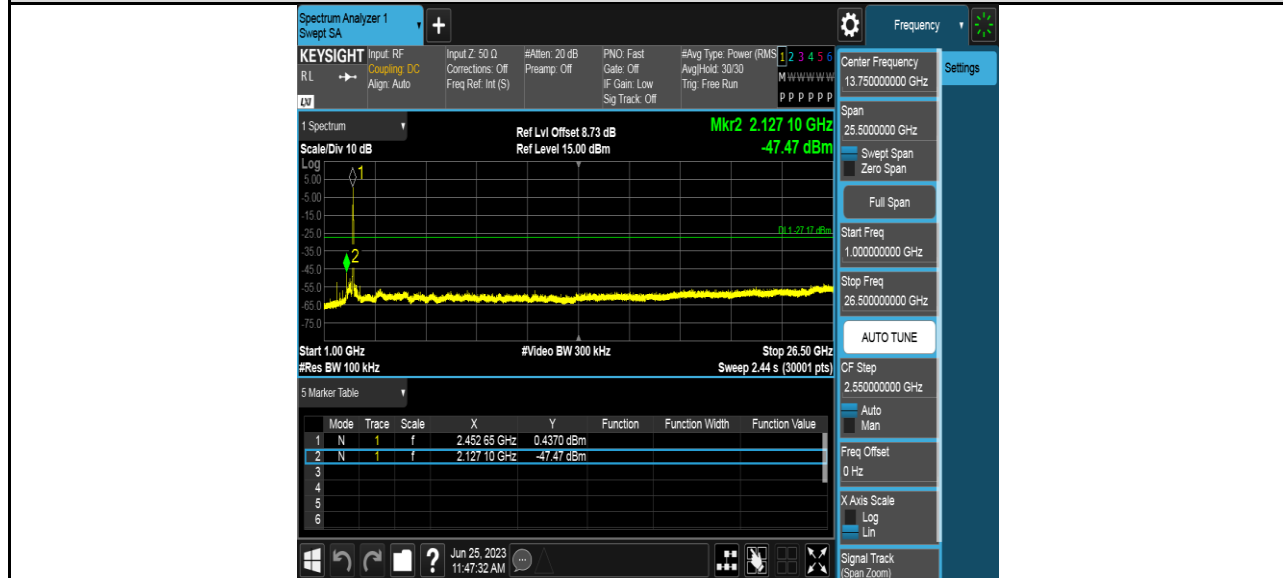 Spectrum Analyzer 1
Swept SA
+
Frequency
KEYSIGHT
RL
LXI
Input: RF
Coupling: DC
Align: Auto
Input Z: 50 Ω
Corrections: Off
Freq Ref: Int (S)
#Atten: 20 dB
Preamp: Off
PNO: Fast
Gate: Off
IF Gain: Low
Sig Track: Off
#Avg Type: Power (RMS
Avg|Hold: 30/30
Trig: Free Run
1 2 3 4 5 6
M W W W W W
P P P P P P
Center Frequency
13.750000000 GHz
Settings
1 Spectrum
Ref Lvl Offset 8.73 dB
Mkr2 2.127 10 GHz
Scale/Div 10 dB
Ref Level 15.00 dBm
-47.47 dBm
Log
5.00
-5.00
-15.0
-25.0
-35.0
-45.0
-55.0
-65.0
-75.0
1
2
DL1 -27.17 dBm
Start 1.00 GHz
#Video BW 300 kHz
Stop 26.50 GHz
#Res BW 100 kHz
Sweep 2.44 s (30001 pts)
Span
25.5000000 GHz
Swept Span
Zero Span
Full Span
Start Freq
1.000000000 GHz
Stop Freq
26.500000000 GHz
AUTO TUNE
CF Step
2.550000000 GHz
Auto
Man
Freq Offset
0 Hz
X Axis Scale
Log
Lin
Signal Track
(Span Zoom)
5 Marker Table
Mode Trace Scale X Y Function Function Width Function Value
1 N 1 f 2.452 65 GHz 0.4370 dBm
2 N 1 f 2.127 10 GHz -47.47 dBm
3
4
5
6
?
Jun 25, 2023
11:47:32 AM